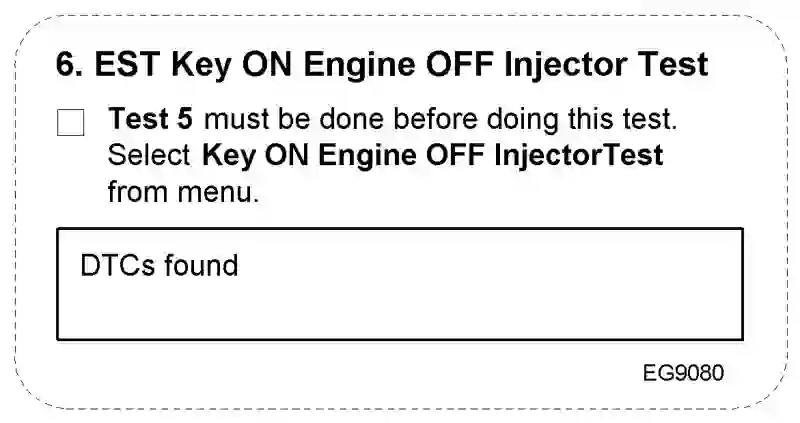 6. EST Key ON Engine OFF Injector Test
Test 5 must be done before doing this test.
Select Key ON Engine OFF InjectorTest
from menu.
DTCs found
EG9080